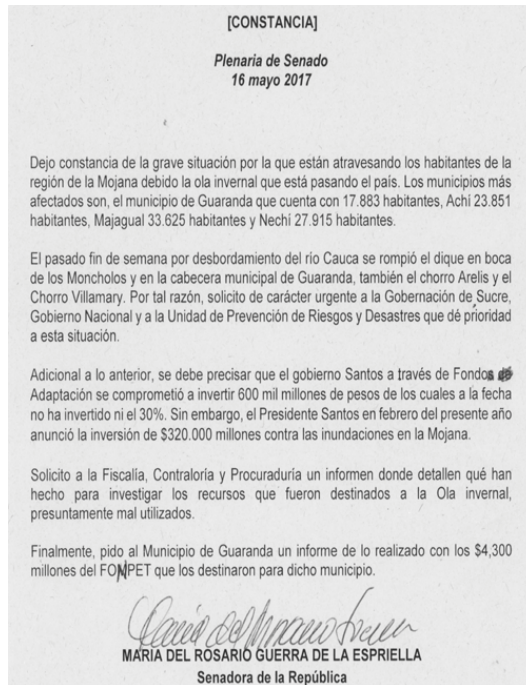 [CONSTANCIA]
Plenaria de Senado
16 mayo 2017
Dejo constancia de la grave situación por la que están atravesando los habitantes de la
región de la Mojana debido la ola invernal que está pasando el país. Los municipios más
afectados son, el municipio de Guaranda que cuenta con 17.883 habitantes, Achí 23.851
habitantes, Majagual 33.625 habitantes y Nechí 27.915 habitantes.
El pasado fin de semana por desbordamiento del río Cauca se rompió el dique en boca
de los Moncholos y en la cabecera municipal de Guaranda, también el chorro Arelis y el
Chorro Villamary. Por tal razón, solicito de carácter urgente a la Gobernación de Sucre,
Gobierno Nacional y a la Unidad de Prevención de Riesgos y Desastres que dé prioridad
a esta situación.
Adicional a lo anterior, se debe precisar que el gobierno Santos a través de Fondos de
Adaptación se comprometió a invertir 600 mil millones de pesos de los cuales a la fecha
no ha invertido ni el 30%. Sin embargo, el Presidente Santos en febrero del presente año
anunció la inversión de $320.000 millones contra las inundaciones en la Mojana.
Solicito a la Fiscalía, Contraloría y Procuraduría un informen donde detallen qué han
hecho para investigar los recursos que fueron destinados a la Ola invernal,
presuntamente mal utilizados.
Finalmente, pido al Municipio de Guaranda un informe de lo realizado con los $4,300
millones del FONPET que los destinaron para dicho municipio.
MARIA DEL ROSARIO GUERRA DE LA ESPRIELLA
Senadora de la República